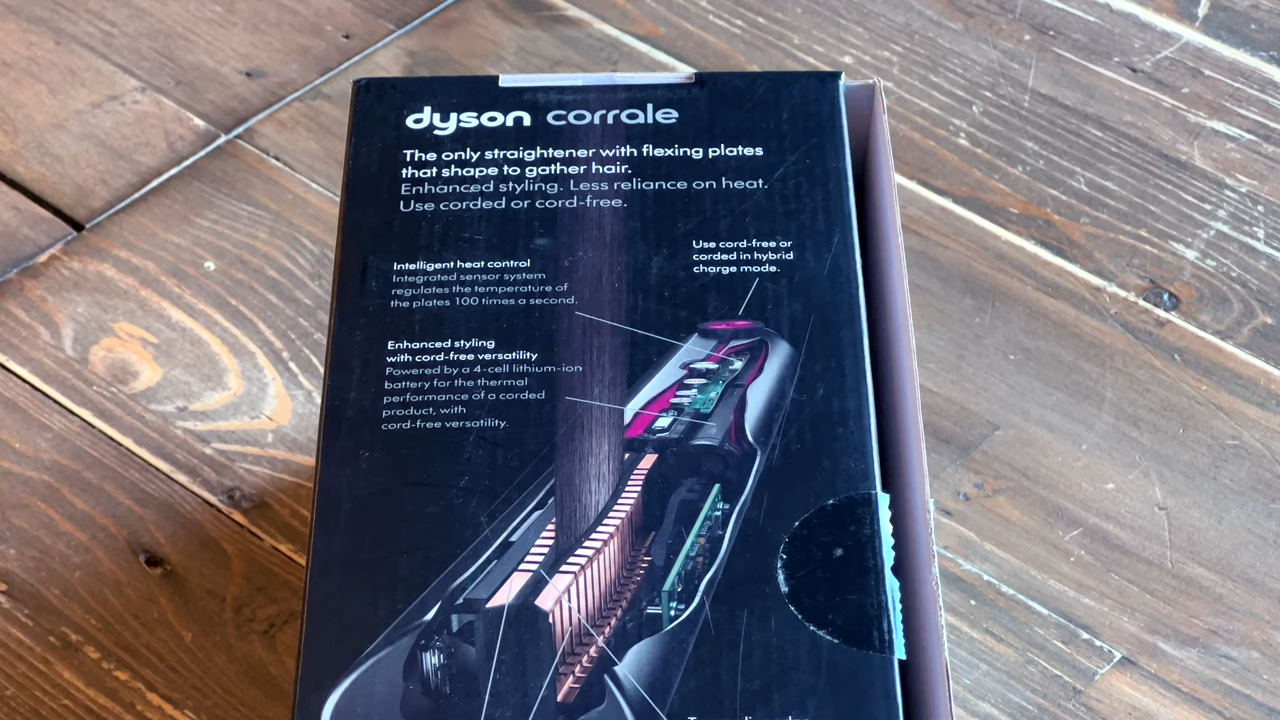 dyson corrale
The only straightener with flexing plates
that shape to gather hair.
Enhanced styling. Less reliance on heat.
Use corded or cord-free.
Intelligent heat control
Integrated sensor system
regulates the temperature of
the plates 100 times a second.
Use cord-free or
corded in hybrid
charge mode.
Enhanced styling
with cord-free versatility
Powered by a 4-cell lithium-ion
battery for the thermal
performance of a corded
product, with
cord-free versatility.